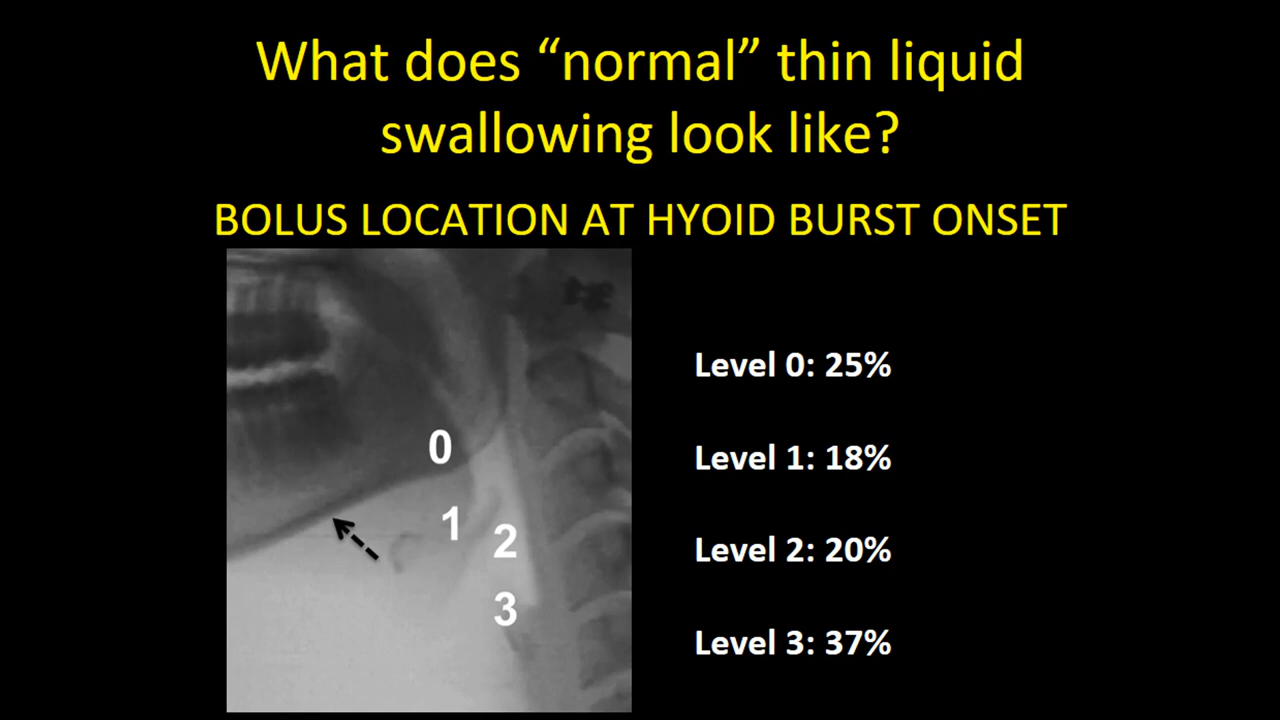 What does “normal” thin liquid
swallowing look like?
BOLUS LOCATION AT HYOID BURST ONSET
0
1
2
3
Level 0: 25%
Level 1: 18%
Level 2: 20%
Level 3: 37%